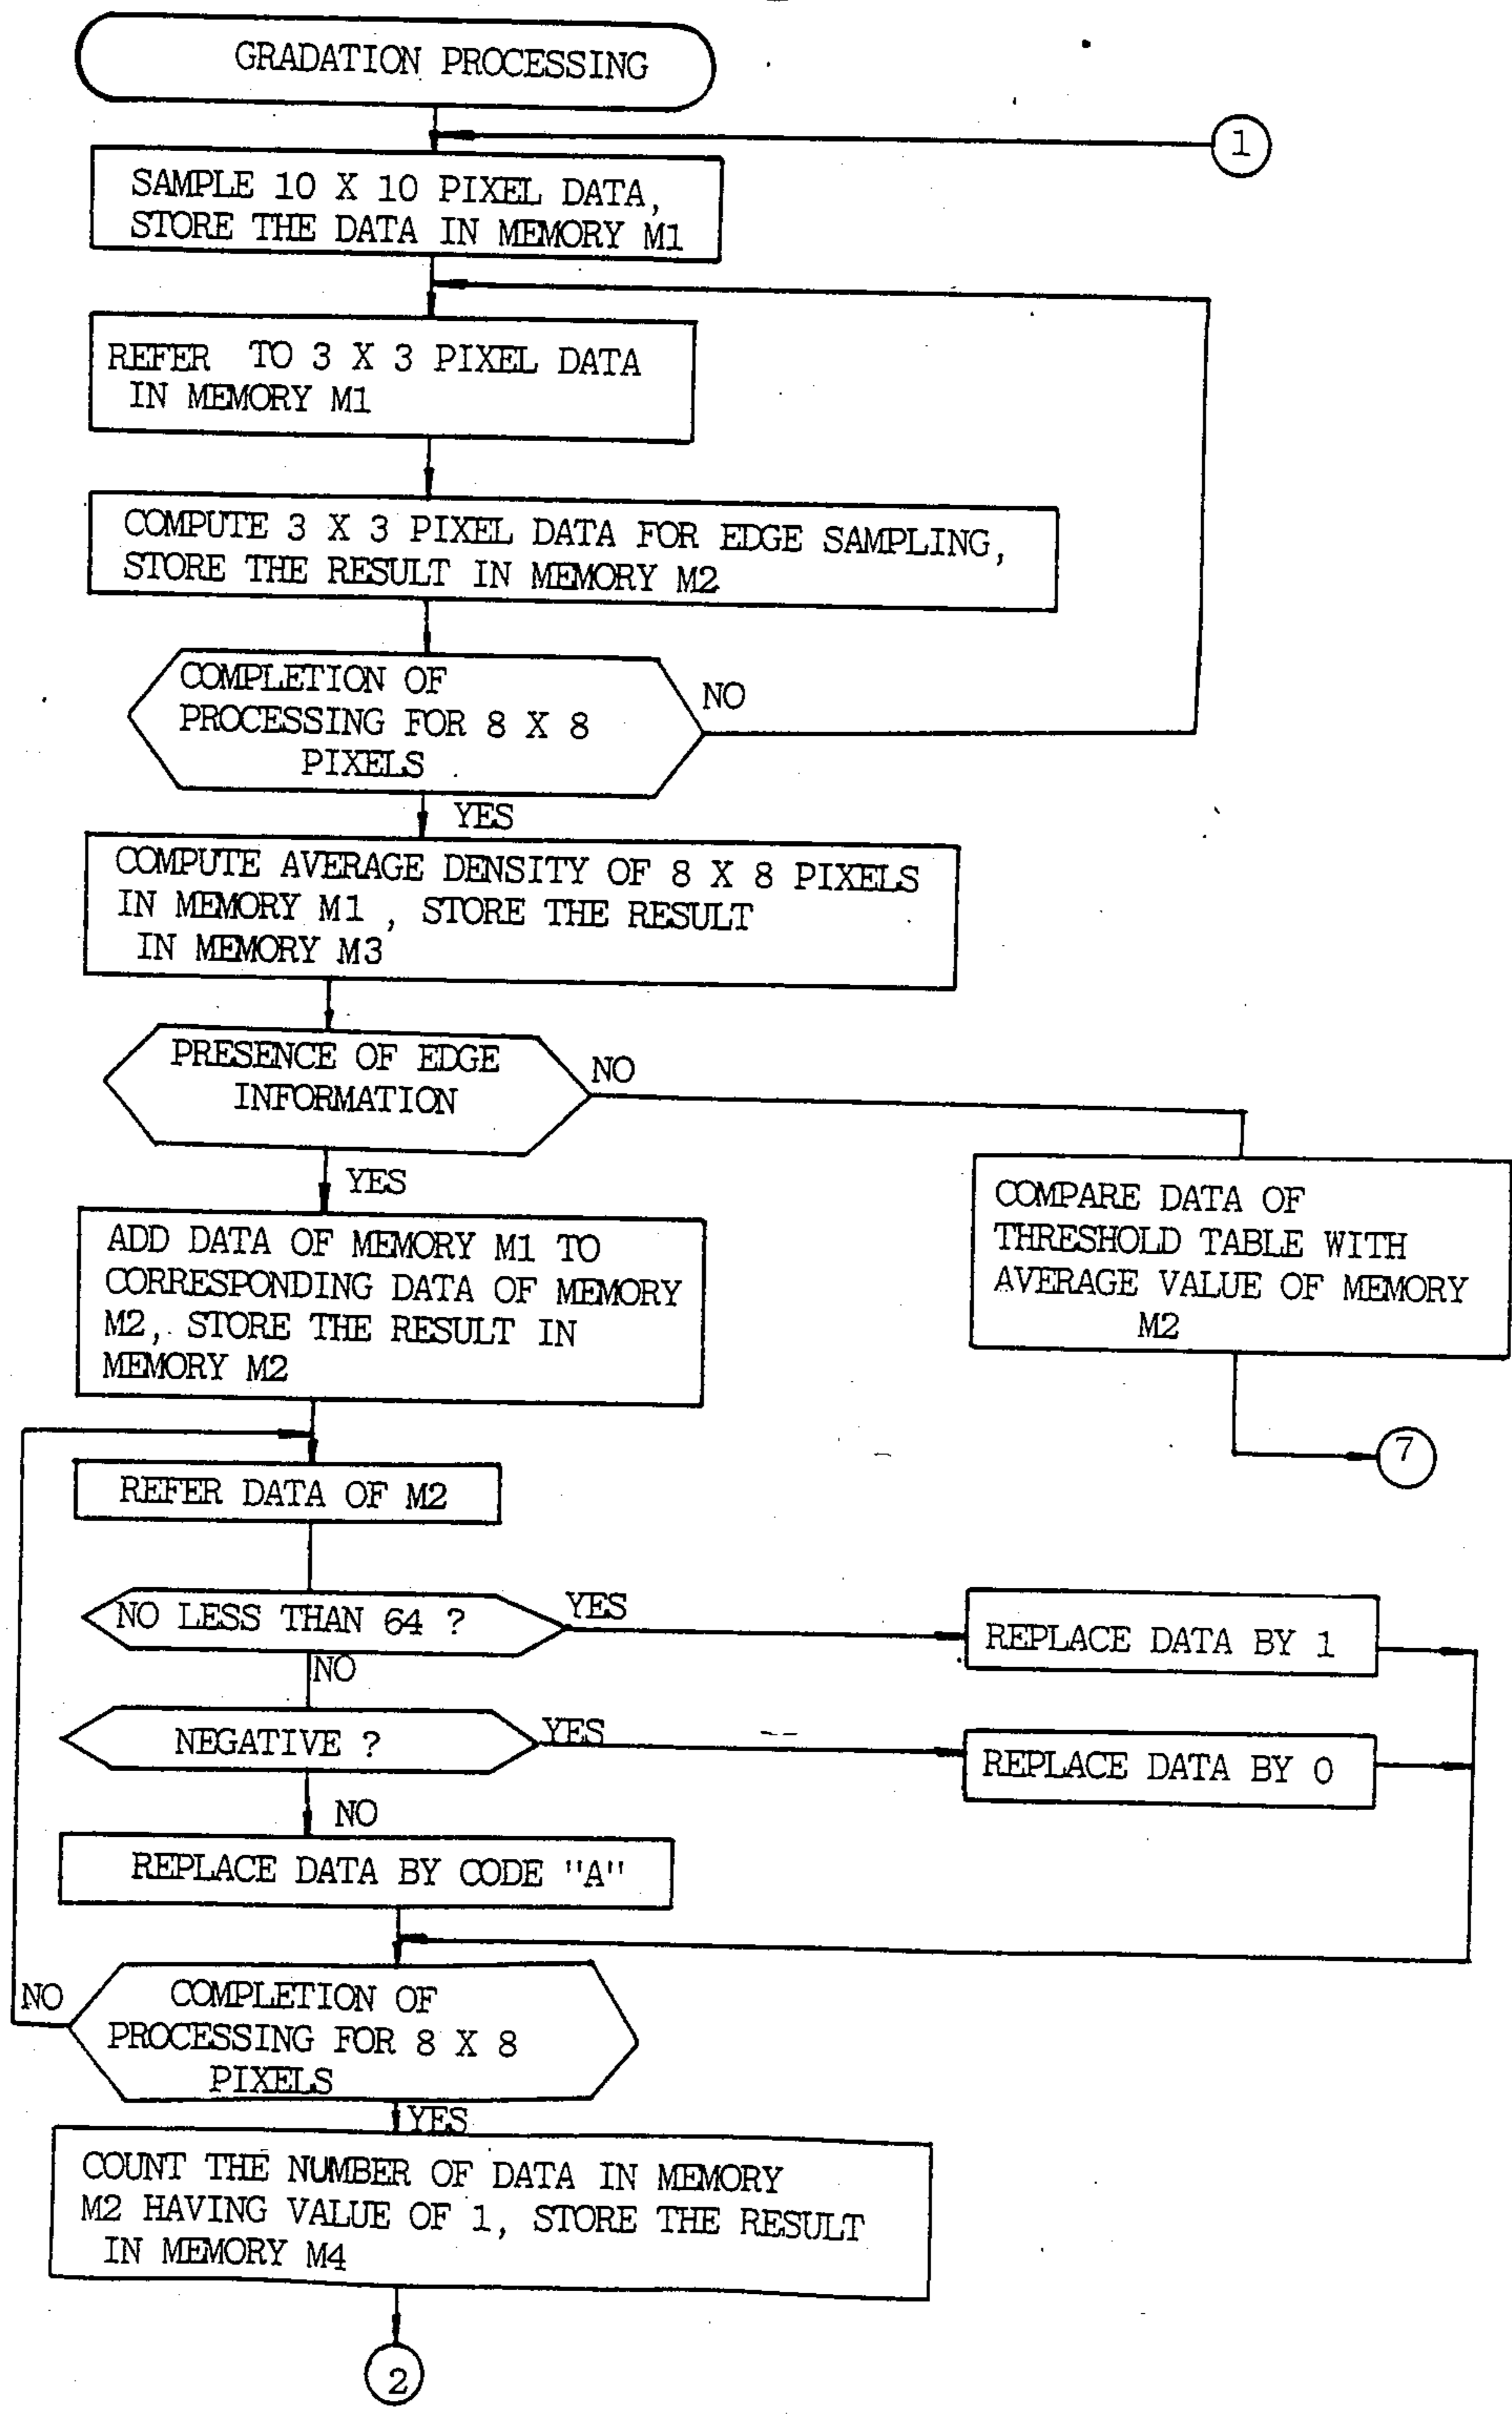 GRADATION PROCESSING
1
SAMPLE 10 X 10 PIXEL DATA,
STORE THE DATA IN MEMORY M1
REFER TO 3 X 3 PIXEL DATA
IN MEMORY M1
COMPUTE 3 X 3 PIXEL DATA FOR EDGE SAMPLING,
STORE THE RESULT IN MEMORY M2
COMPLETION OF
PROCESSING FOR 8 X 8
PIXELS
NO
YES
COMPUTE AVERAGE DENSITY OF 8 X 8 PIXELS
IN MEMORY M1 , STORE THE RESULT
IN MEMORY M3
PRESENCE OF EDGE
INFORMATION
NO
YES
ADD DATA OF MEMORY M1 TO
CORRESPONDING DATA OF MEMORY
M2, STORE THE RESULT IN
MEMORY M2
COMPARE DATA OF
THRESHOLD TABLE WITH
AVERAGE VALUE OF MEMORY
M2
7
REFER DATA OF M2
NO LESS THAN 64 ?
YES
REPLACE DATA BY 1
NO
NEGATIVE ?
YES
REPLACE DATA BY 0
NO
REPLACE DATA BY CODE "A"
NO
COMPLETION OF
PROCESSING FOR 8 X 8
PIXELS
YES
COUNT THE NUMBER OF DATA IN MEMORY
M2 HAVING VALUE OF 1, STORE THE RESULT
IN MEMORY M4
2